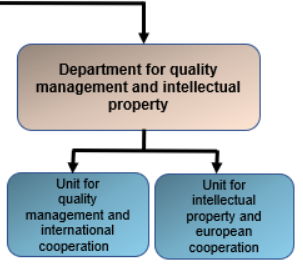 Department for quality
management and intellectual
property
Unit for
quality
management and
international
cooperation
Unit for
intellectual
property and
european
cooperation